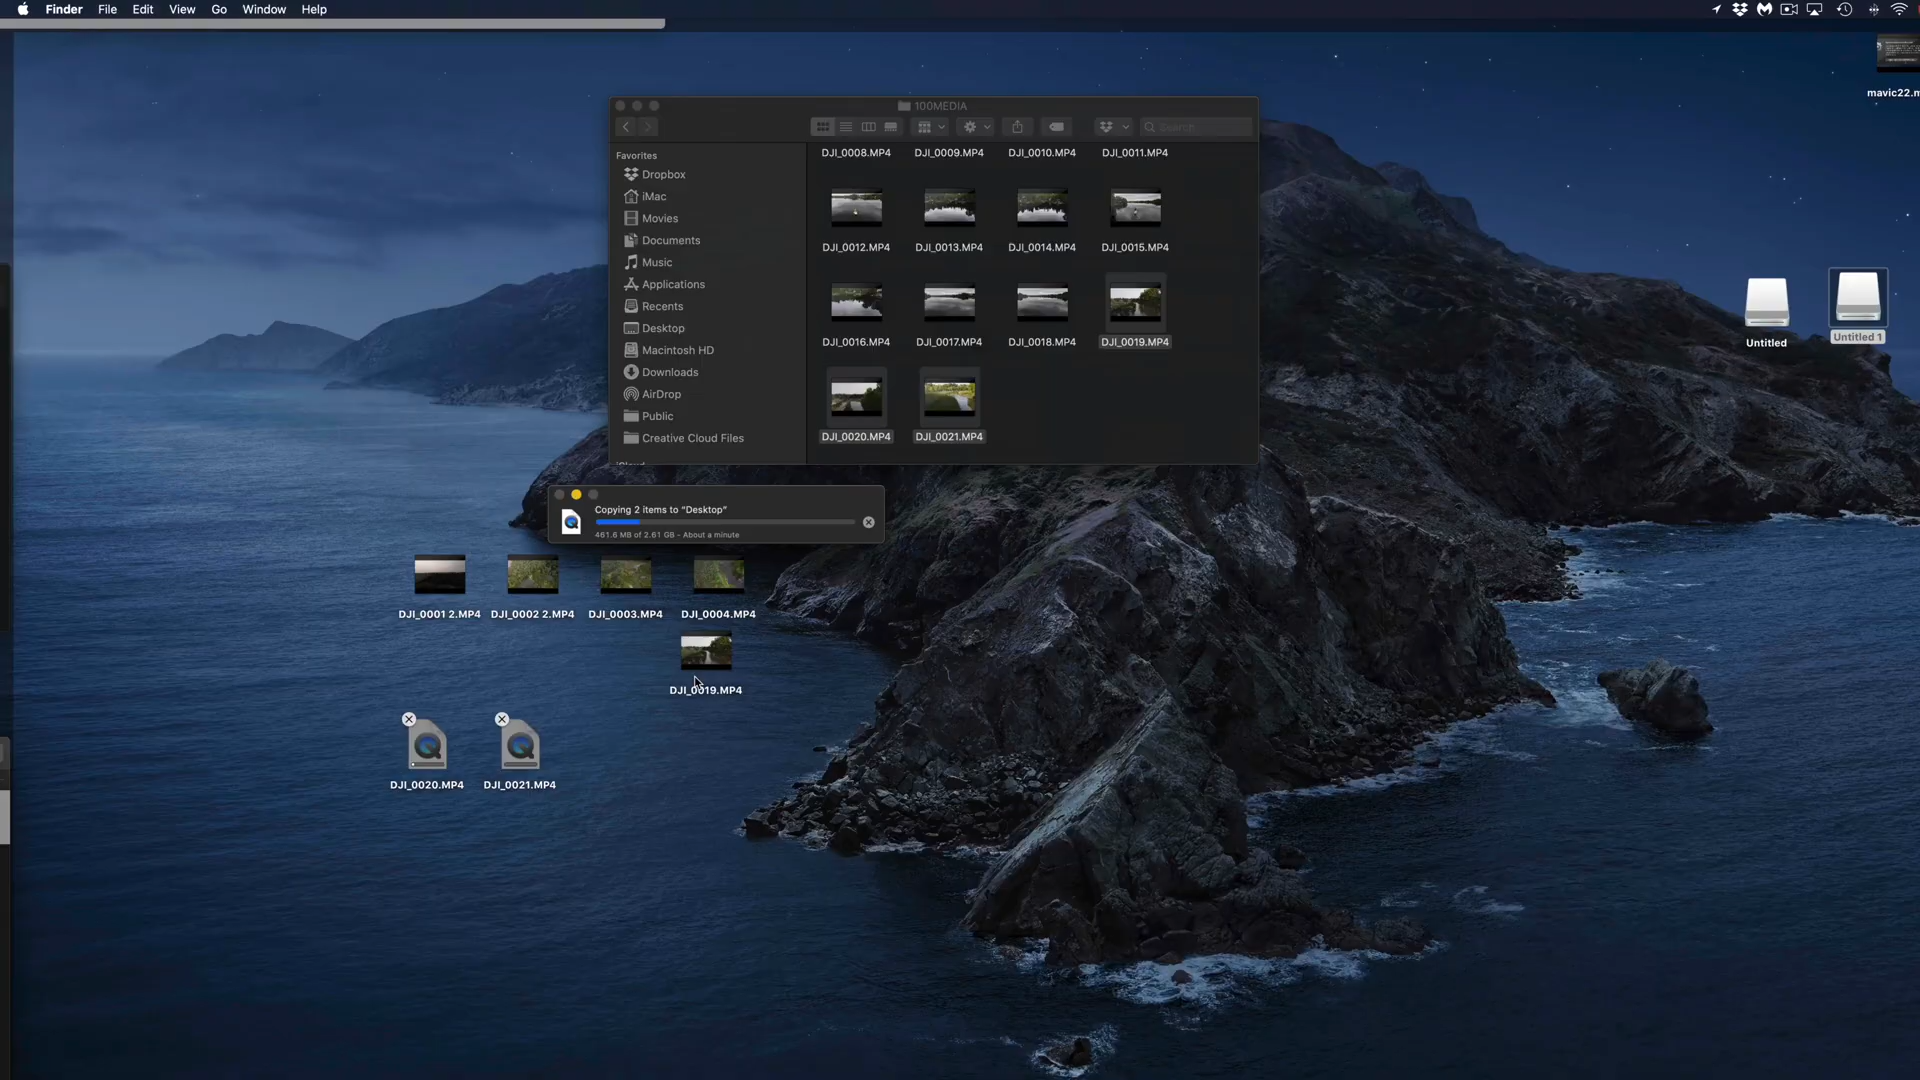 Finder File Edit View Go Window Help
mavic22.m
100MEDIA
Search
Favorites
Dropbox
iMac
Movies
Documents
Music
Applications
Recents
Desktop
Macintosh HD
Downloads
AirDrop
Public
Creative Cloud Files
iCloud
DJI_0008.MP4 DJI_0009.MP4 DJI_0010.MP4 DJI_0011.MP4
DJI_0012.MP4 DJI_0013.MP4 DJI_0014.MP4 DJI_0015.MP4
DJI_0016.MP4 DJI_0017.MP4 DJI_0018.MP4 DJI_0019.MP4
DJI_0020.MP4 DJI_0021.MP4
Untitled Untitled 1
Copying 2 items to “Desktop”
461.6 MB of 2.61 GB - About a minute
DJI_0001 2.MP4 DJI_0002 2.MP4 DJI_0003.MP4 DJI_0004.MP4
DJI_0019.MP4
DJI_0020.MP4 DJI_0021.MP4